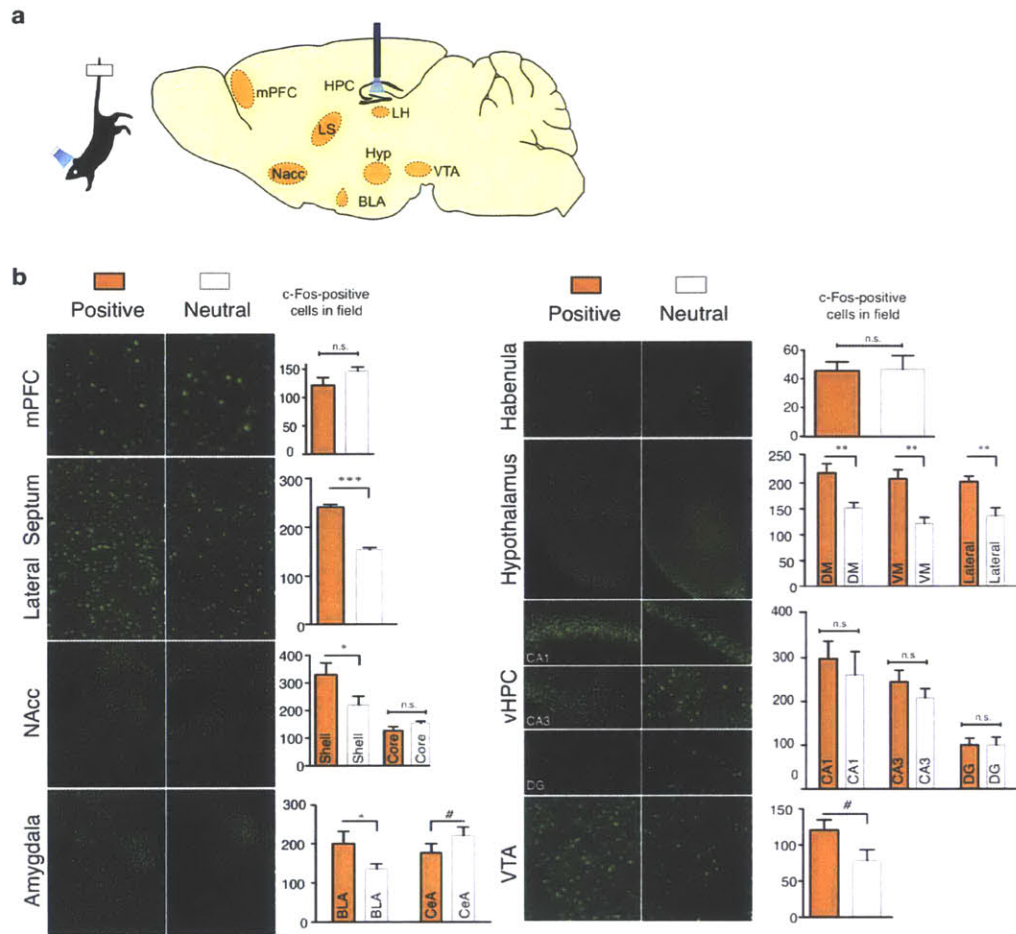 a
mPFC
HPC
LH
LS
Hyp
Nacc
VTA
BLA
b
Positive
Neutral
c-Fos-positive
cells in field
mPFC
n.s.
150
100
50
0
Lateral Septum
***
300
200
100
0
NAcc
*
n.s.
400
300
200
100
0
Shell
Shell
Core
Core
Amygdala
*
#
200
100
0
BLA
BLA
CeA
CeA
Positive
Neutral
c-Fos-positive
cells in field
Habenula
n.s.
60
40
20
0
Hypothalamus
**
**
**
250
200
150
100
50
0
DM
DM
VM
VM
Lateral
Lateral
vHPC
CA1
CA3
DG
n.s
n.s
n.s.
400
300
200
100
0
CA1
CA1
CA3
CA3
DG
DG
VTA
#
150
100
50
0